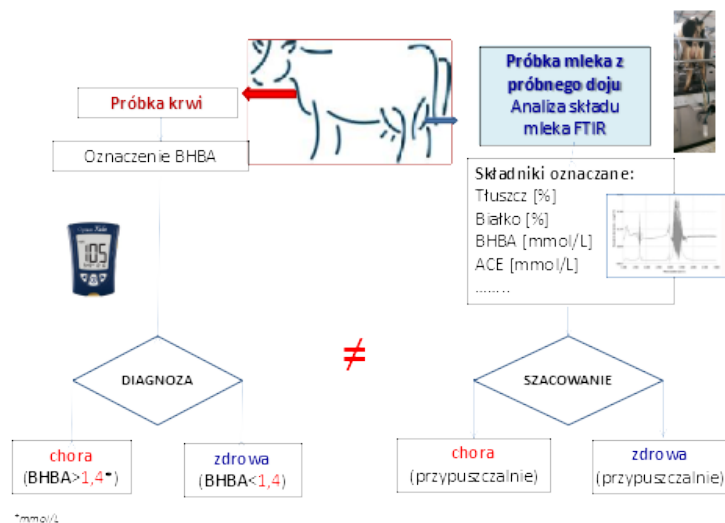 Próbka krwi
Oznaczenie BHBA
105
Próbka mleka z
próbnego doju
Analiza składu
mleka FTIR
Składniki oznaczane:
Tłuszcz [%]
Białko [%]
BHBA [mmol/L]
ACE [mmol/L]
……..
DIAGNOZA
≠
SZACOWANIE
chora
(BHBA>1,4*)
zdrowa
(BHBA<1,4)
chora
(przypuszczalnie)
zdrowa
(przypuszczalnie)
*mmol/L